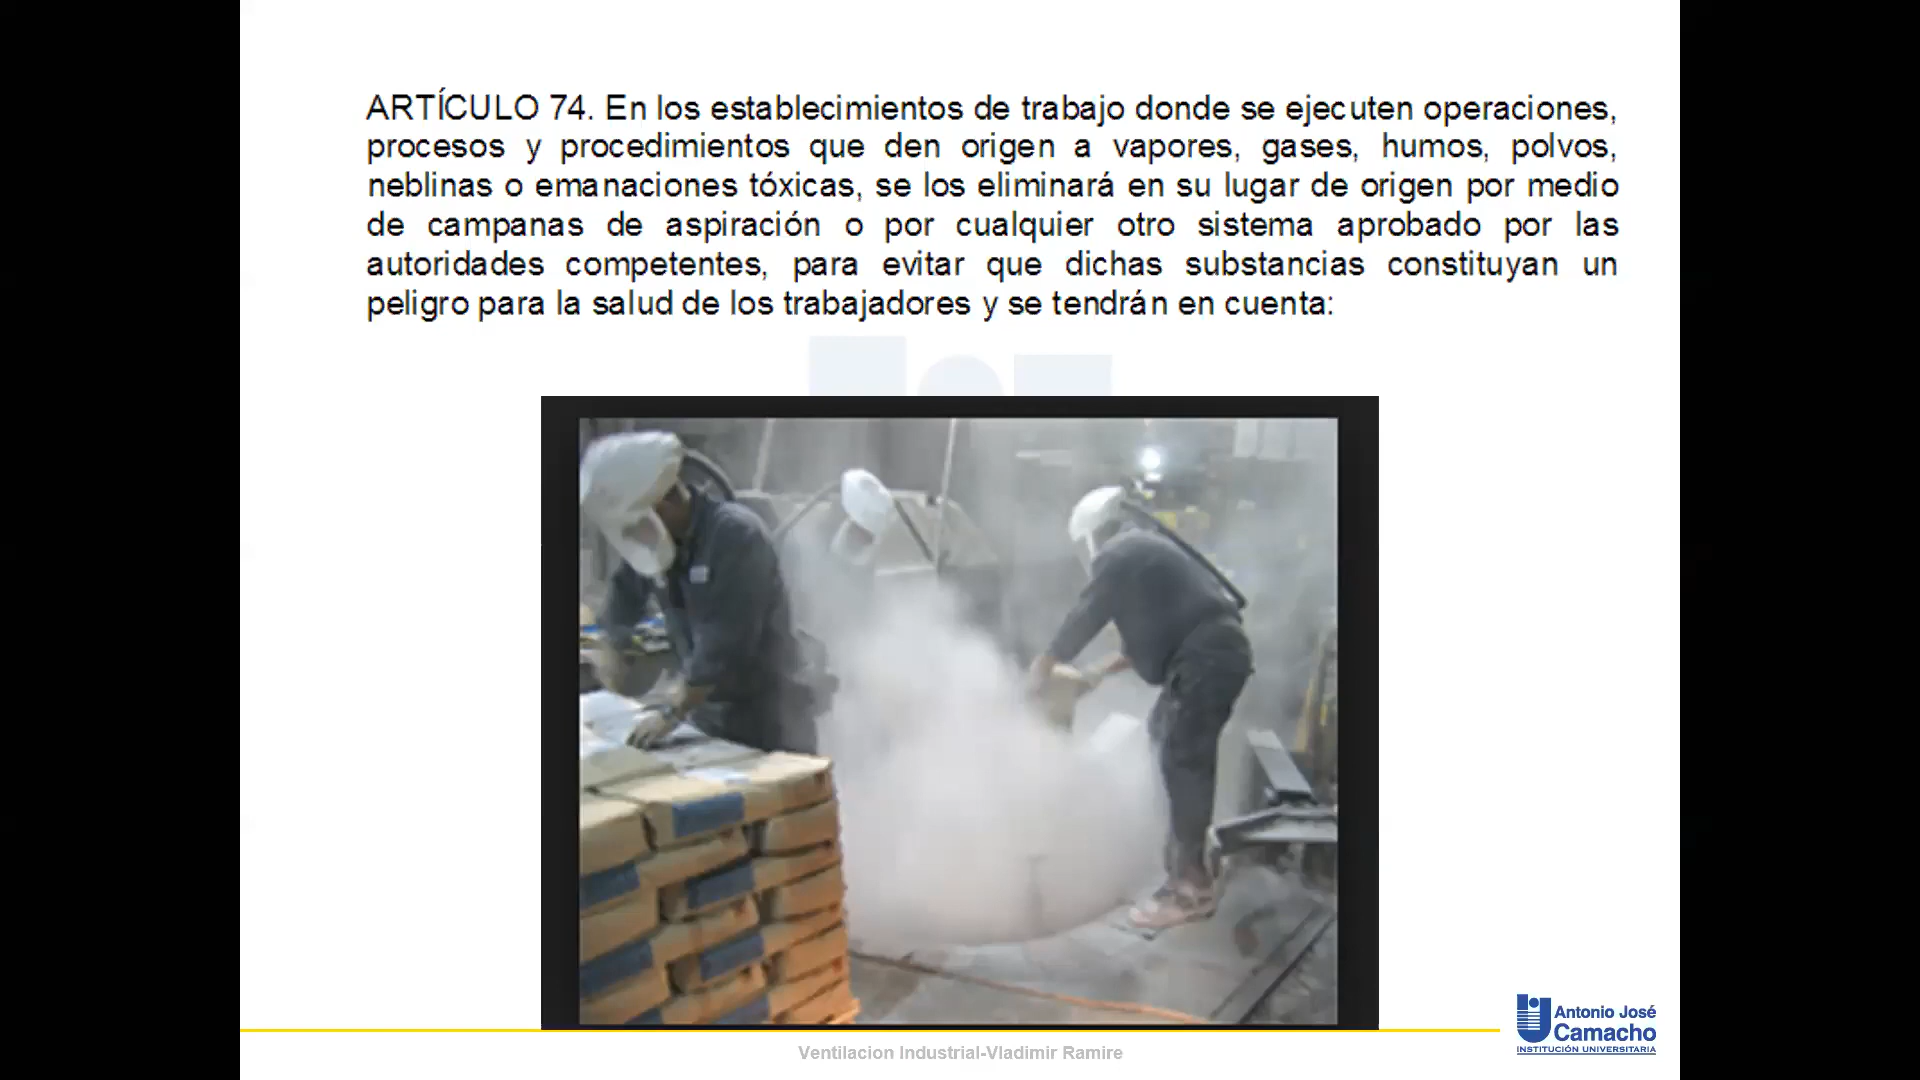 ARTÍCULO 74. En los establecimientos de trabajo donde se ejecuten operaciones,
procesos y procedimientos que den origen a vapores, gases, humos, polvos,
neblinas o emanaciones tóxicas, se los eliminará en su lugar de origen por medio
de campanas de aspiración o por cualquier otro sistema aprobado por las
autoridades competentes, para evitar que dichas substancias constituyan un
peligro para la salud de los trabajadores y se tendrán en cuenta:
Antonio José
Camacho
INSTITUCIÓN UNIVERSITARIA
Ventilacion Industrial-Vladimir Ramire